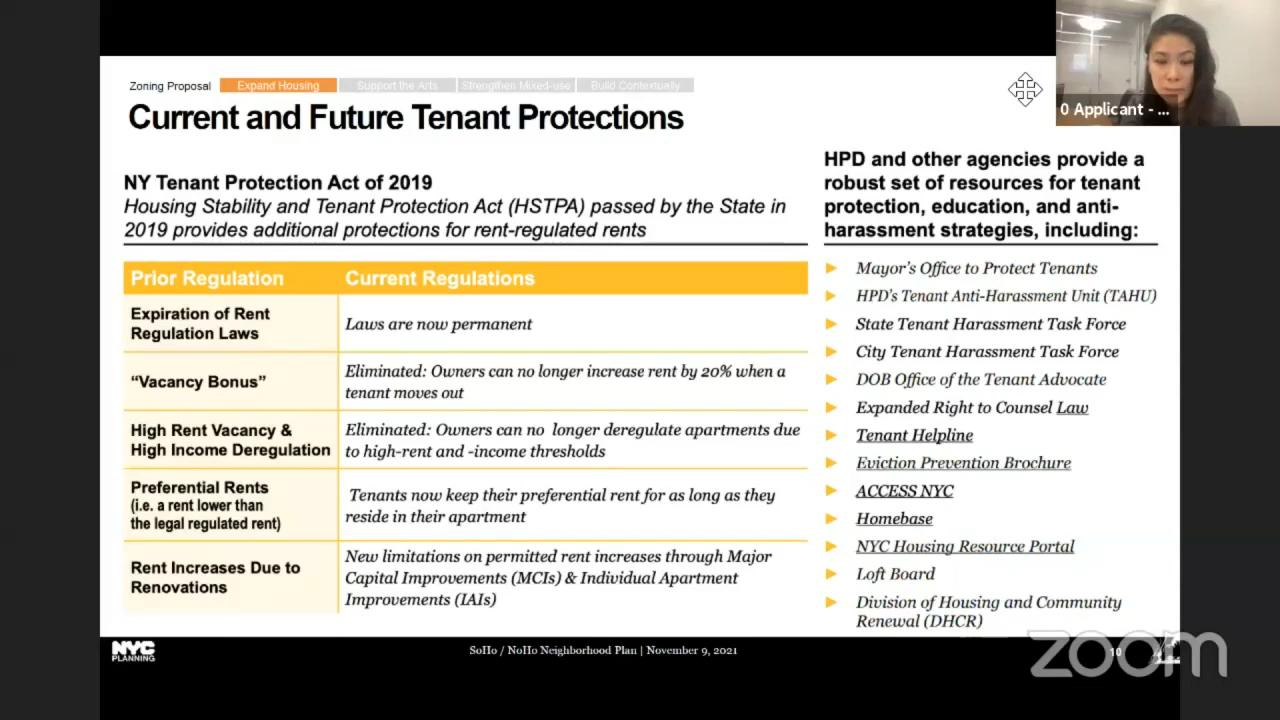 Zoning Proposal Expand Housing Support the Arts Strengthen Mixed-use Build Contextually
0 Applicant - ...
Current and Future Tenant Protections
NY Tenant Protection Act of 2019
Housing Stability and Tenant Protection Act (HSTPA) passed by the State in
2019 provides additional protections for rent-regulated rents
Prior Regulation Current Regulations
Expiration of Rent
Regulation Laws
Laws are now permanent
“Vacancy Bonus”
Eliminated: Owners can no longer increase rent by 20% when a
tenant moves out
High Rent Vacancy &
High Income Deregulation
Eliminated: Owners can no longer deregulate apartments due
to high-rent and -income thresholds
Preferential Rents
(i.e. a rent lower than
the legal regulated rent)
Tenants now keep their preferential rent for as long as they
reside in their apartment
Rent Increases Due to
Renovations
New limitations on permitted rent increases through Major
Capital Improvements (MCIs) & Individual Apartment
Improvements (IAIs)
HPD and other agencies provide a
robust set of resources for tenant
protection, education, and anti-
harassment strategies, including:
Mayor's Office to Protect Tenants
HPD's Tenant Anti-Harassment Unit (TAHU)
State Tenant Harassment Task Force
City Tenant Harassment Task Force
DOB Office of the Tenant Advocate
Expanded Right to Counsel Law
Tenant Helpline
Eviction Prevention Brochure
ACCESS NYC
Homebase
NYC Housing Resource Portal
Loft Board
Division of Housing and Community
Renewal (DHCR)
NYC
PLANNING
SoHo / NoHo Neighborhood Plan | November 9, 2021
10
zoom